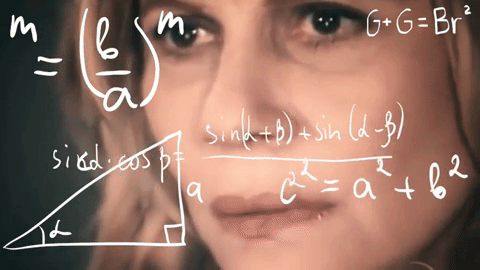 m
= (b/a)^m
G+G=Br²
sin(α+β)+sin(α-β)
sinα·cosβ=
c²=a²+b²
a
α